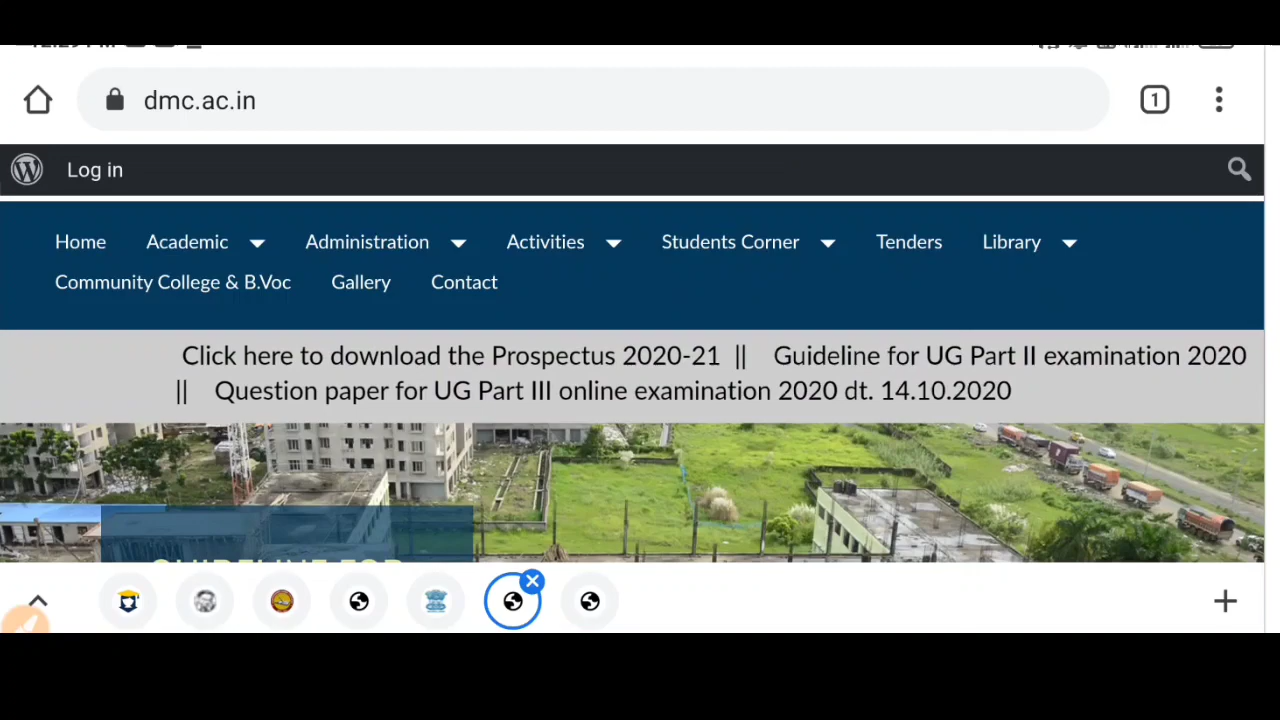 dmc.ac.in
1
Log in
Home Academic Administration Activities Students Corner Tenders Library
Community College & B.Voc Gallery Contact
Click here to download the Prospectus 2020-21 || Guideline for UG Part II examination 2020
|| Question paper for UG Part III online examination 2020 dt. 14.10.2020
GUIDELINE FOR